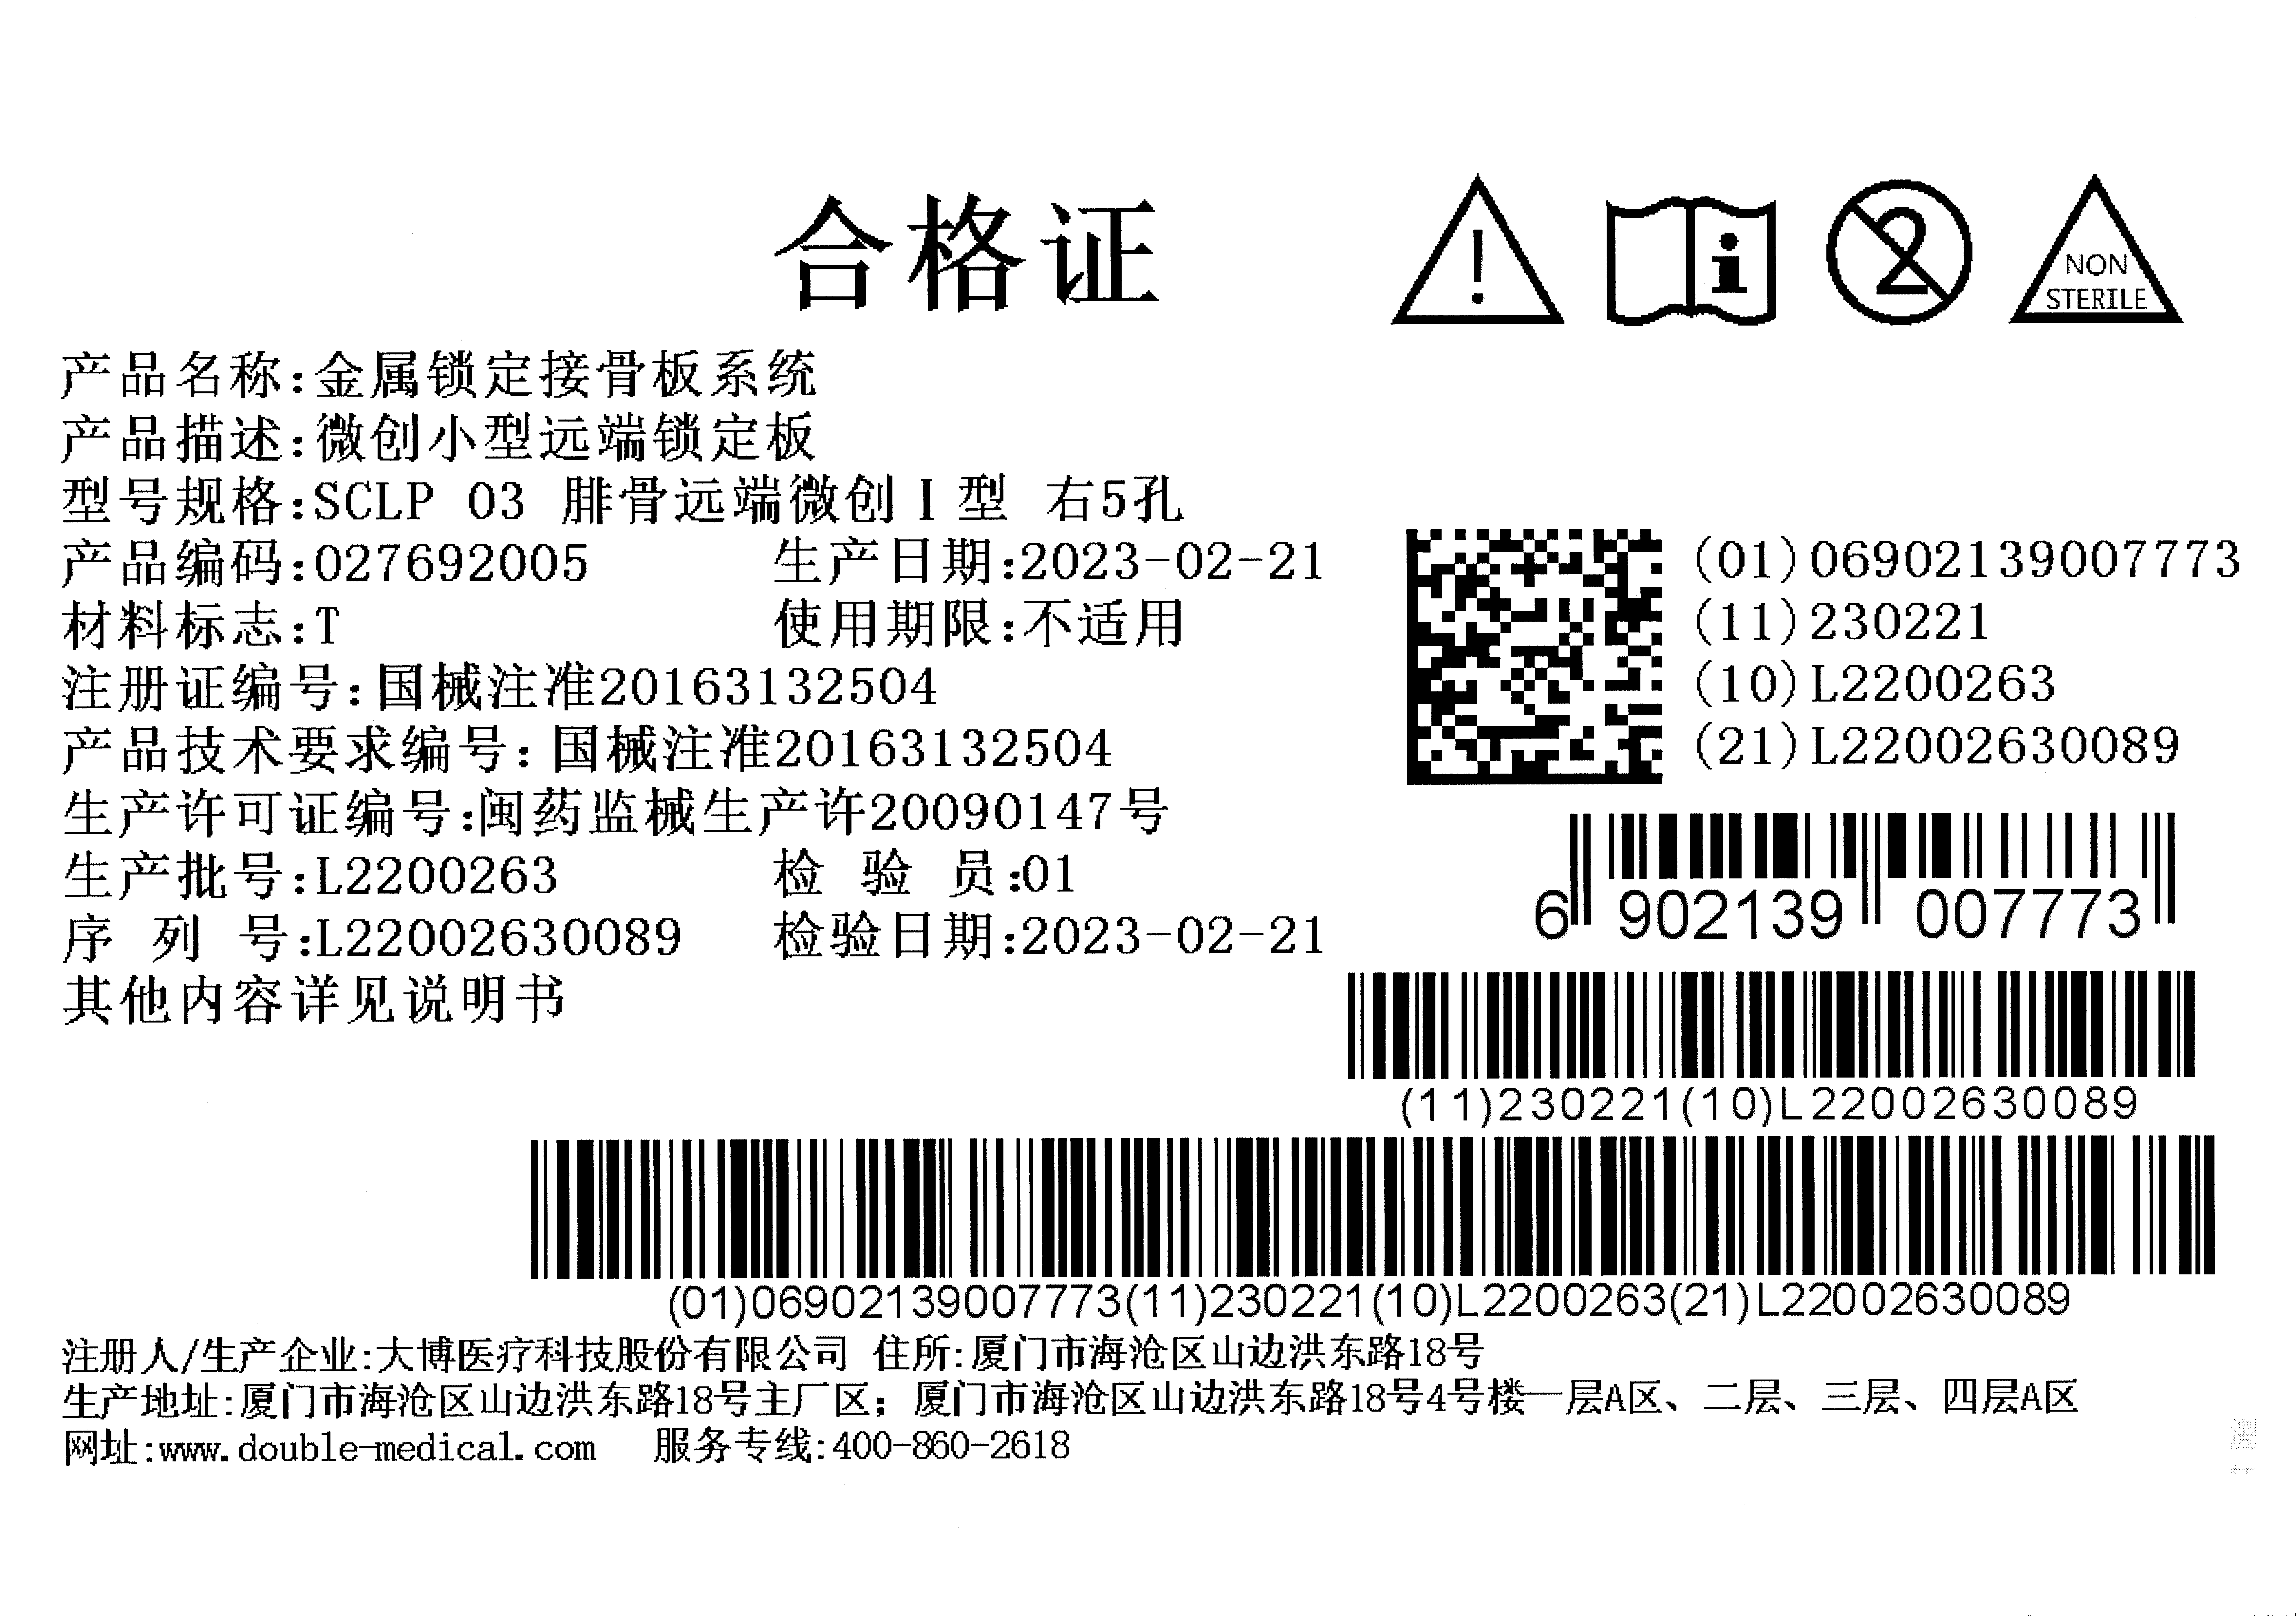 合格证
NON
STERILE
产品名称:金属锁定接骨板系统
产品描述:微创小型远端锁定板
型号规格:SCLP 03 腓骨远端微创Ⅰ型 右5孔
产品编码:027692005 生产日期:2023-02-21
材料标志:T 使用期限:不适用
注册证编号:国械注准20163132504
产品技术要求编号:国械注准20163132504
生产许可证编号:闽药监械生产许20090147号
生产批号:L2200263 检 验 员:01
序 列 号:L22002630089 检验日期:2023-02-21
其他内容详见说明书
(01)06902139007773
(11)230221
(10)L2200263
(21)L22002630089
6 902139 007773
(11)230221(10)L22002630089
(01)06902139007773(11)230221(10)L2200263(21)L22002630089
注册人/生产企业:大博医疗科技股份有限公司 住所:厦门市海沧区山边洪东路18号
生产地址:厦门市海沧区山边洪东路18号主厂区；厦门市海沧区山边洪东路18号4号楼一层A区、二层、三层、四层A区
网址:www.double-medical.com 服务专线:400-860-2618